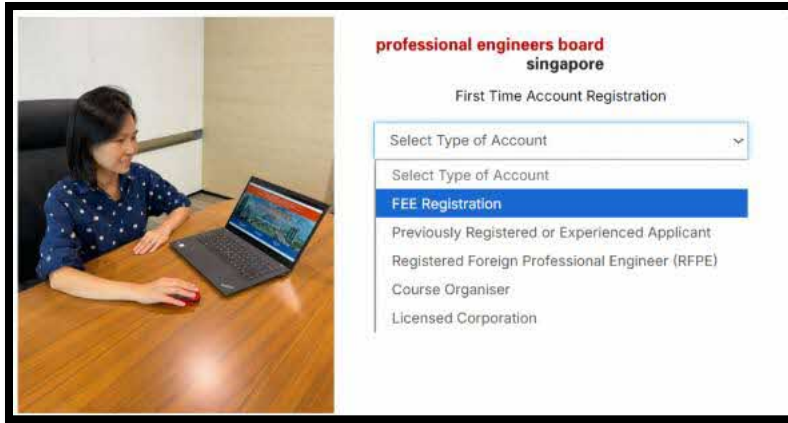 professional engineers board
singapore
First Time Account Registration
Select Type of Account
Select Type of Account
FEE Registration
Previously Registered or Experienced Applicant
Registered Foreign Professional Engineer (RFPE)
Course Organiser
Licensed Corporation